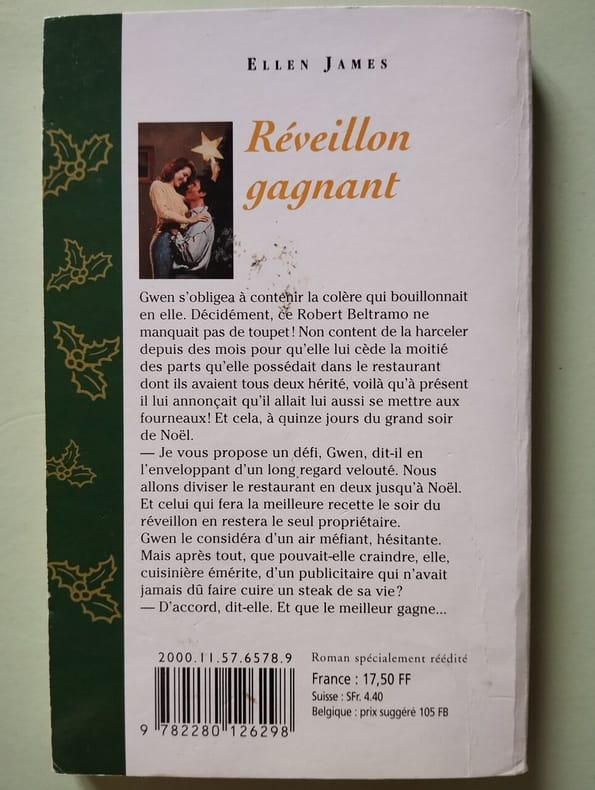 ELLEN JAMES
Réveillon
gagnant
Gwen s'obligea à contenir la colère qui bouillonnait
en elle. Décidément, ce Robert Beltramo ne
manquait pas de toupet ! Non content de la harceler
depuis des mois pour qu'elle lui cède la moitié
des parts qu'elle possédait dans le restaurant
dont ils avaient tous deux hérité, voilà qu'à présent
il lui annonçait qu'il allait lui aussi se mettre aux
fourneaux ! Et cela, à quinze jours du grand soir
de Noël.
— Je vous propose un défi, Gwen, dit-il en
l'enveloppant d'un long regard velouté. Nous
allons diviser le restaurant en deux jusqu'à Noël.
Et celui qui fera la meilleure recette le soir du
réveillon en restera le seul propriétaire.
Gwen le considéra d'un air méfiant, hésitante.
Mais après tout, que pouvait-elle craindre, elle,
cuisinière émérite, d'un publicitaire qui n'avait
jamais dû faire cuire un steak de sa vie ?
— D'accord, dit-elle. Et que le meilleur gagne...
2000.11.57.6578.9
Roman spécialement réédité
France : 17,50 FF
Suisse : SFr. 4.40
Belgique : prix suggéré 105 FB
9 782280 126298